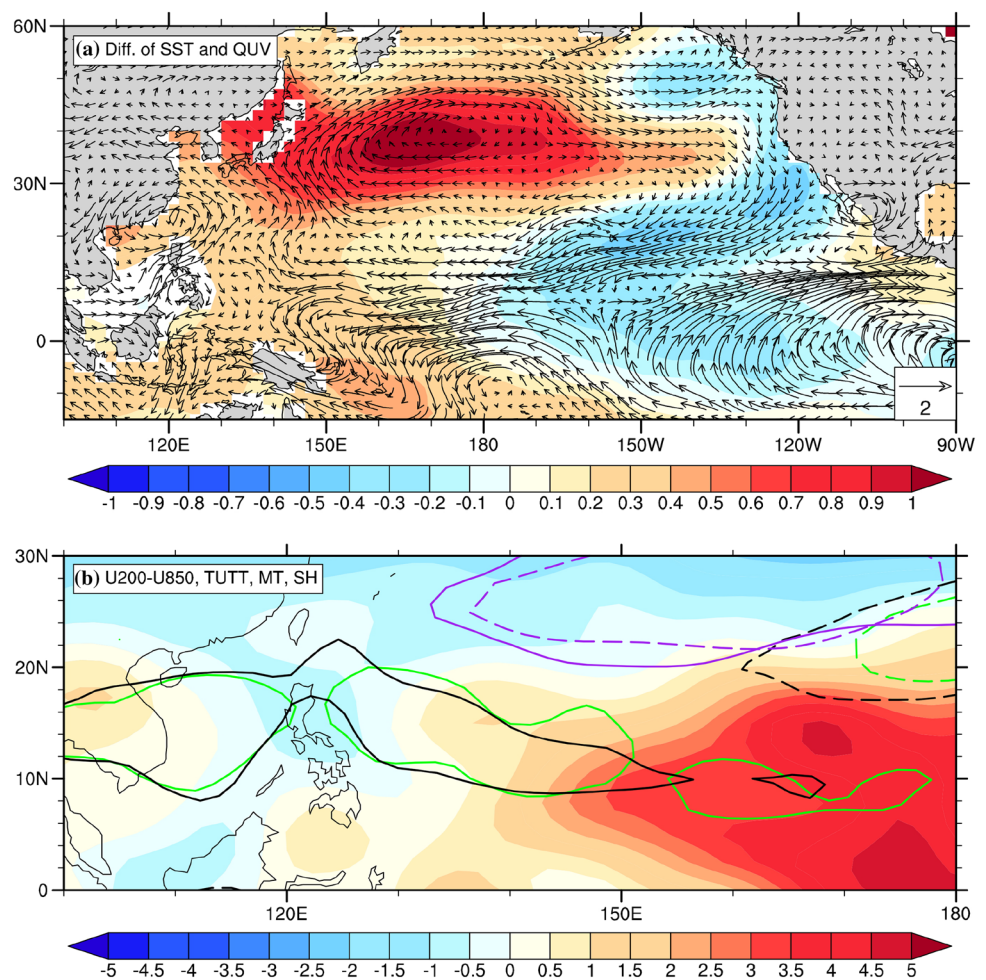 60N
(a) Diff. of SST and QUV
30N
0
2
120E 150E 180 150W 120W 90W
-1 -0.9 -0.8 -0.7 -0.6 -0.5 -0.4 -0.3 -0.2 -0.1 0 0.1 0.2 0.3 0.4 0.5 0.6 0.7 0.8 0.9 1
30N
(b) U200-U850, TUTT, MT, SH
20N
10N
0
120E 150E 180
-5 -4.5 -4 -3.5 -3 -2.5 -2 -1.5 -1 -0.5 0 0.5 1 1.5 2 2.5 3 3.5 4 4.5 5